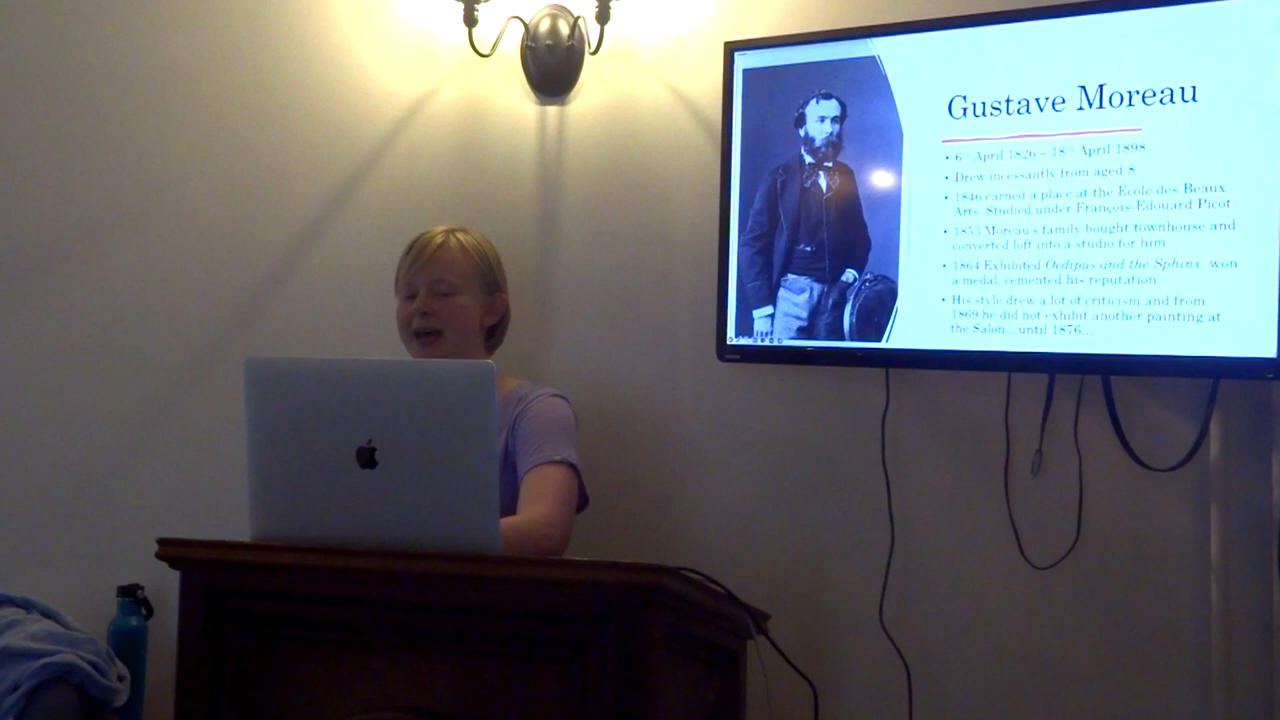 Gustave Moreau
• 6th April 1826 – 18th April 1898
• Drew incessantly from aged 8
• 1846 earned a place at the Ecole des Beaux
Arts. Studied under François-Edouard Picot
• 1853 Moreau's family bought townhouse and
converted loft into a studio for him
• 1864 Exhibited Oedipus and the Sphinx, won
a medal, cemented his reputation
• His style drew a lot of criticism and from
1869 he did not exhibit another painting at
the Salon...until 1876...